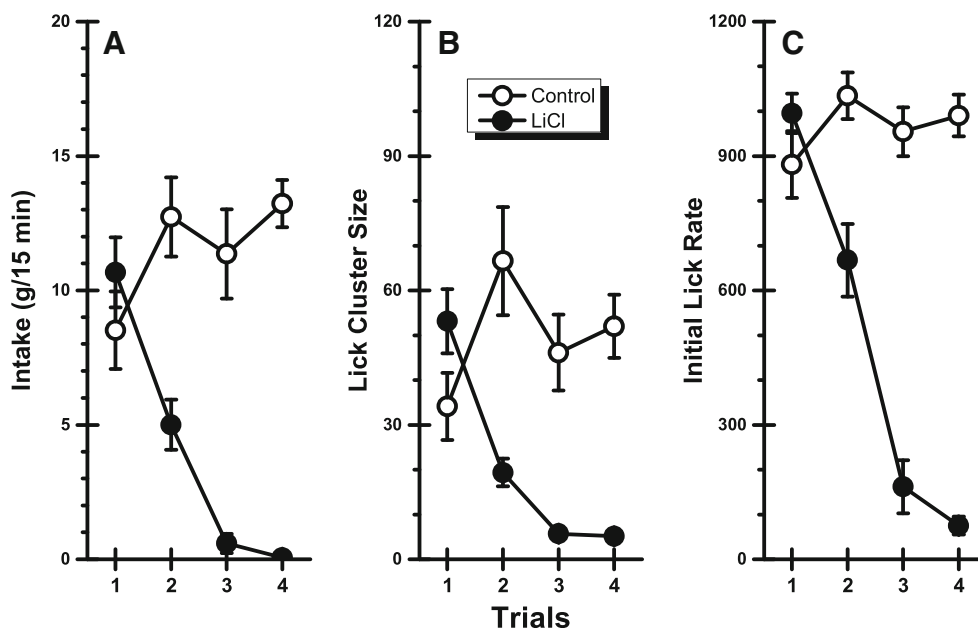 A
B
C
Control
LiCl
Intake (g/15 min)
20
15
10
5
0
1 2 3 4
Lick Cluster Size
120
90
60
30
0
1 2 3 4
Initial Lick Rate
1200
900
600
300
0
1 2 3 4
Trials